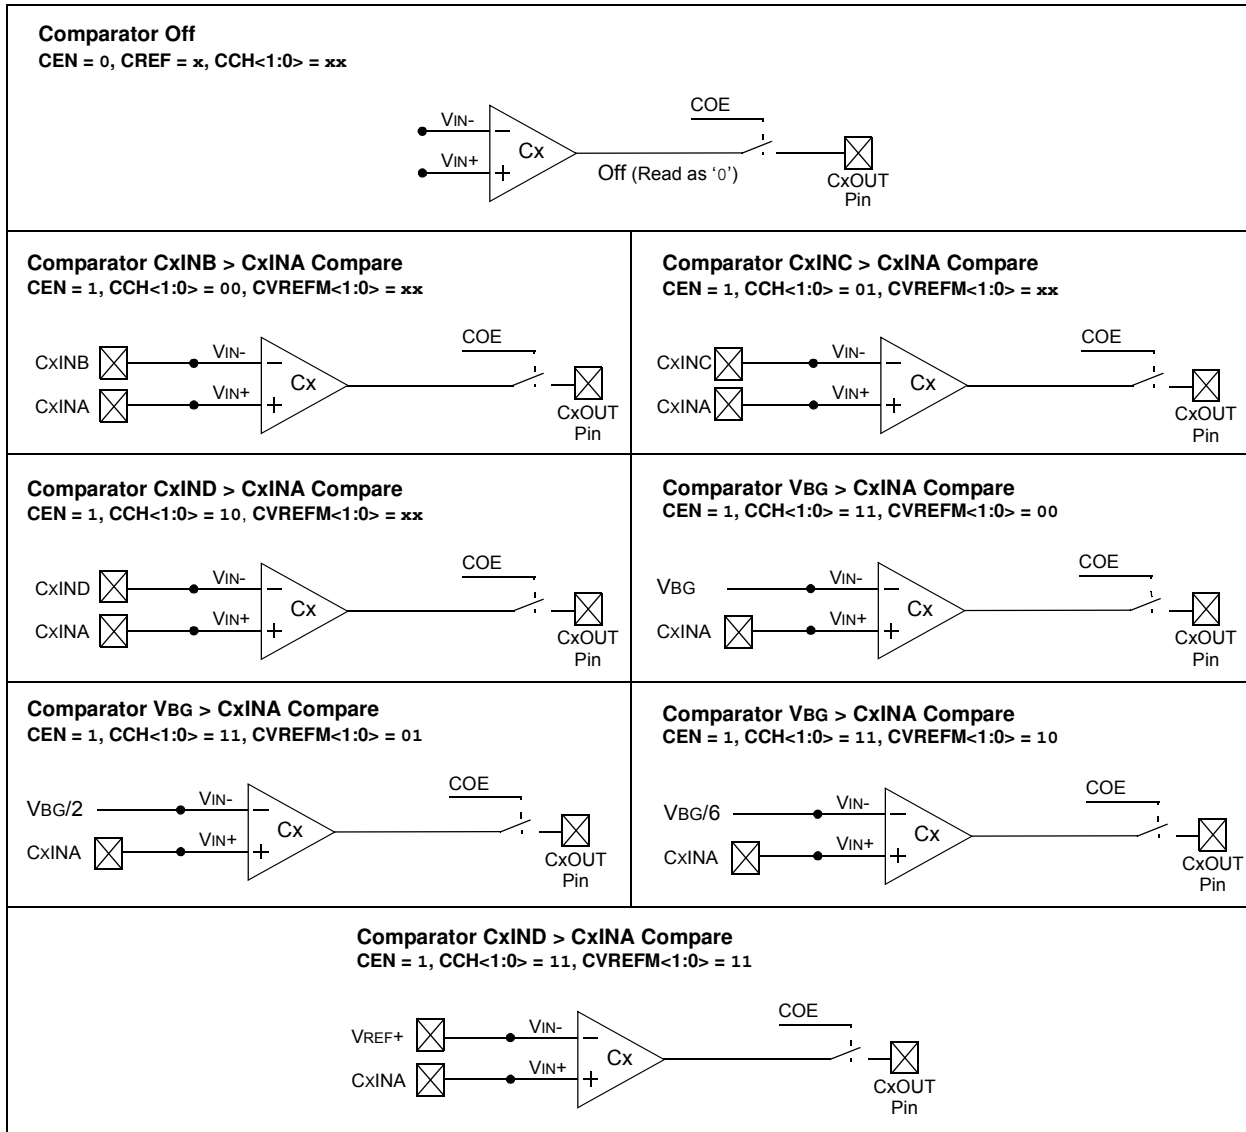 Comparator Off
CEN = 0, CREF = x, CCH<1:0> = xx
COE
VIN-
VIN+
Cx
Off (Read as '0')
CxOUT
Pin
Comparator CxINB > CxINA Compare
CEN = 1, CCH<1:0> = 00, CVREFM<1:0> = xx
COE
CxINB
VIN-
Cx
CxINA
VIN+
CxOUT
Pin
Comparator CxINC > CxINA Compare
CEN = 1, CCH<1:0> = 01, CVREFM<1:0> = xx
COE
CxINC
VIN-
Cx
CxINA
VIN+
CxOUT
Pin
Comparator CxIND > CxINA Compare
CEN = 1, CCH<1:0> = 10, CVREFM<1:0> = xx
COE
CxIND
VIN-
Cx
CxINA
VIN+
CxOUT
Pin
Comparator VBG > CxINA Compare
CEN = 1, CCH<1:0> = 11, CVREFM<1:0> = 00
COE
VBG
VIN-
Cx
CxINA
VIN+
CxOUT
Pin
Comparator VBG > CxINA Compare
CEN = 1, CCH<1:0> = 11, CVREFM<1:0> = 01
COE
VBG/2
VIN-
Cx
CxINA
VIN+
CxOUT
Pin
Comparator VBG > CxINA Compare
CEN = 1, CCH<1:0> = 11, CVREFM<1:0> = 10
COE
VBG/6
VIN-
Cx
CxINA
VIN+
CxOUT
Pin
Comparator CxIND > CxINA Compare
CEN = 1, CCH<1:0> = 11, CVREFM<1:0> = 11
COE
VREF+
VIN-
Cx
CxINA
VIN+
CxOUT
Pin